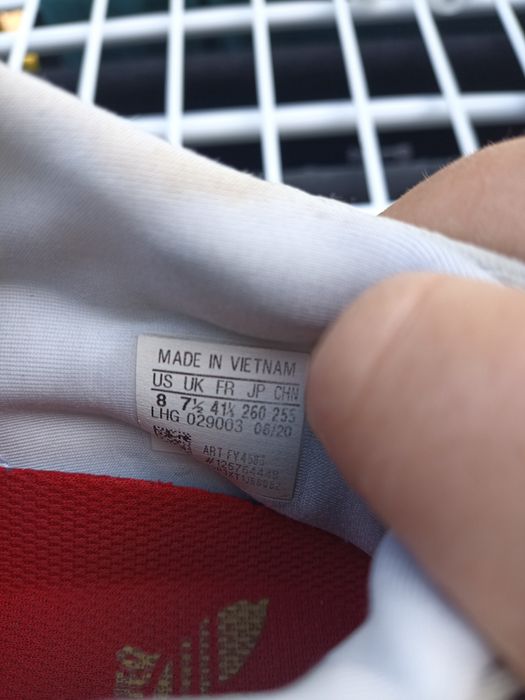 MADE IN VIETNAM
US UK FR JP CHN
8 7½ 41⅓ 260 255
LHG 029003 06/20
ART FY4583